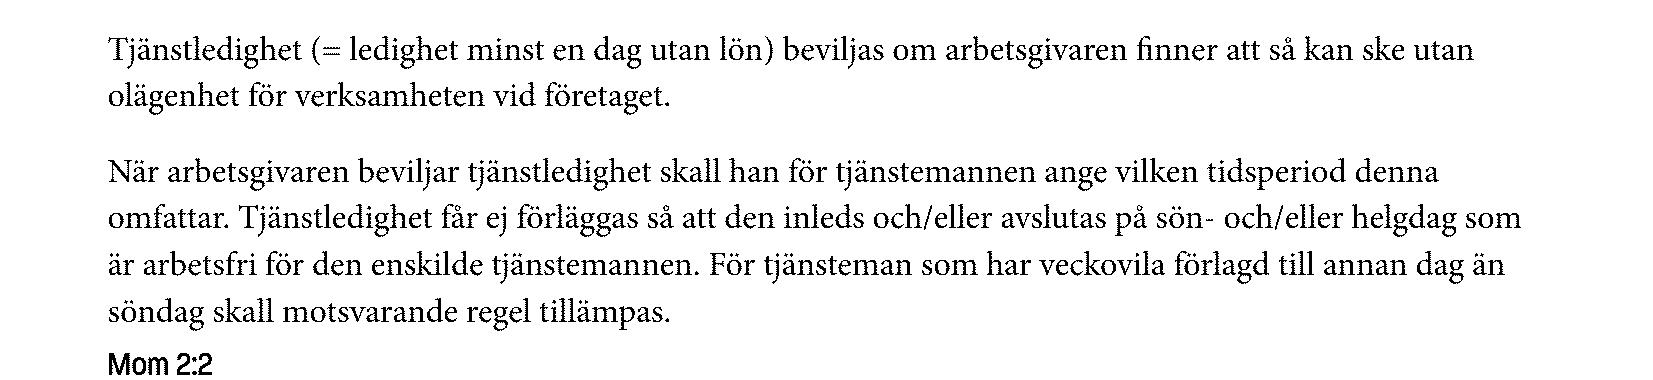 Tjänstledighet (= ledighet minst en dag utan lön) beviljas om arbetsgivaren finner att så kan ske utan
olägenhet för verksamheten vid företaget.
När arbetsgivaren beviljar tjänstledighet skall han för tjänstemannen ange vilken tidsperiod denna
omfattar. Tjänstledighet får ej förläggas så att den inleds och/eller avslutas på sön- och/eller helgdag som
är arbetsfri för den enskilde tjänstemannen. För tjänsteman som har veckovila förlagd till annan dag än
söndag skall motsvarande regel tillämpas.
Mom 2:2